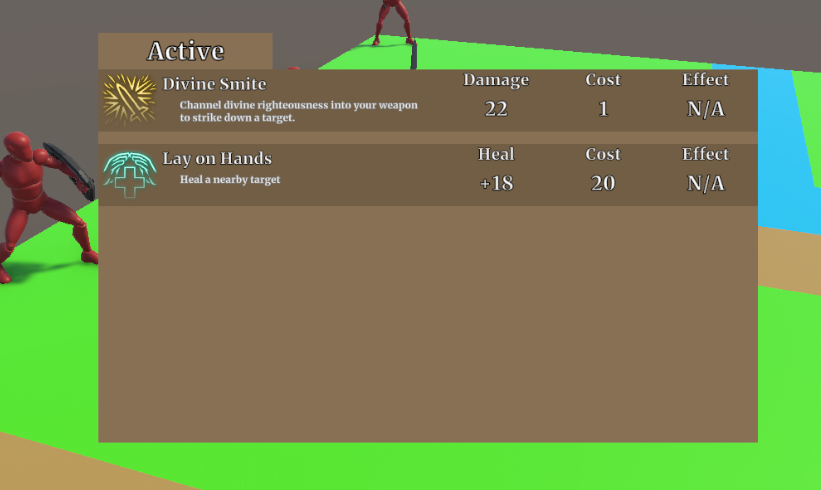 Active
Divine Smite
Damage Cost Effect
Channel divine righteousness into your weapon
to strike down a target.
22 1 N/A
Lay on Hands
Heal Cost Effect
Heal a nearby target
+18 20 N/A